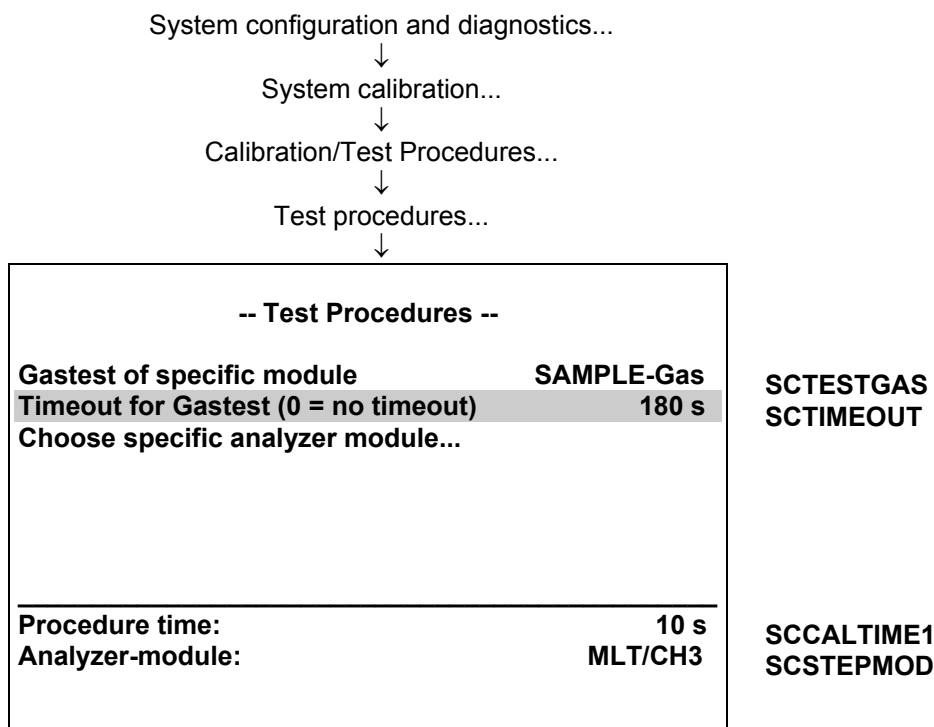 System configuration and diagnostics...
↓
System calibration...
↓
Calibration/Test Procedures...
↓
Test procedures...
↓
-- Test Procedures --
Gastest of specific module SAMPLE-Gas SCTESTGAS
Timeout for Gastest (0 = no timeout) 180 s SCTIMEOUT
Choose specific analyzer module...
Procedure time: 10 s SCCALTIME1
Analyzer-module: MLT/CH3 SCSTEPMOD